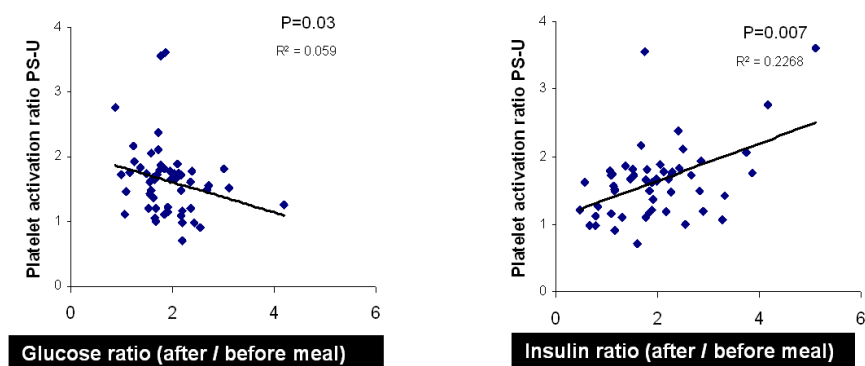 P=0.03
R² = 0.059
Platelet activation ratio PS-U
4
3
2
1
0
0 2 4 6
Glucose ratio (after / before meal)
P=0.007
R² = 0.2268
Platelet activation ratio PS-U
4
3
2
1
0
0 2 4 6
Insulin ratio (after / before meal)